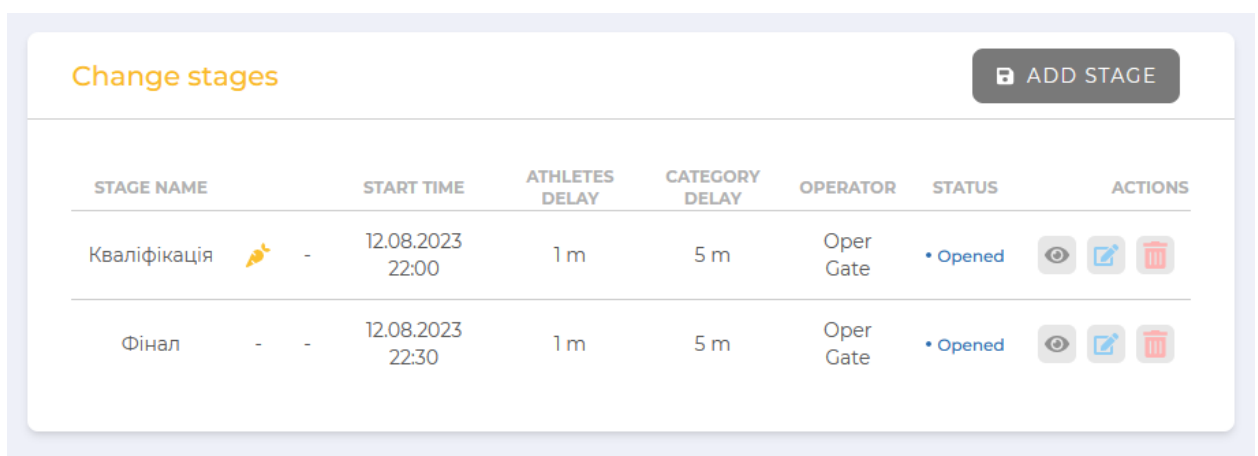 Change stages
ADD STAGE
STAGE NAME START TIME ATHLETES DELAY CATEGORY DELAY OPERATOR STATUS ACTIONS
Кваліфікація - 12.08.2023 22:00 1 m 5 m Oper Gate • Opened
Фінал - - 12.08.2023 22:30 1 m 5 m Oper Gate • Opened